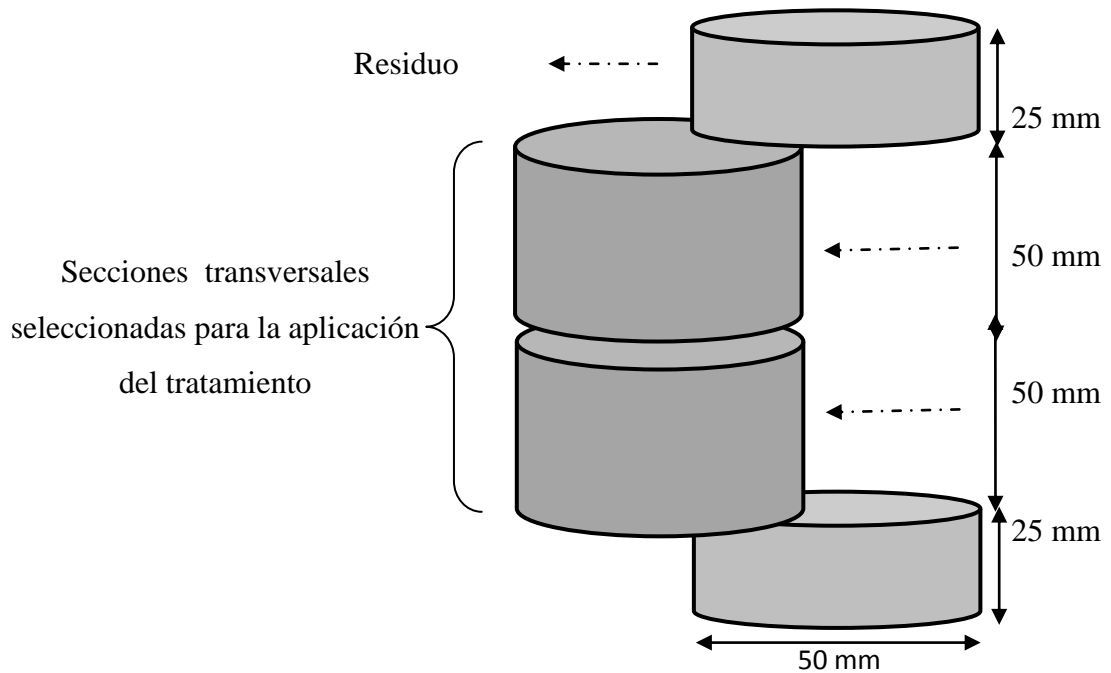 Residuo
25 mm
50 mm
Secciones transversales
seleccionadas para la aplicación
del tratamiento
50 mm
25 mm
50 mm